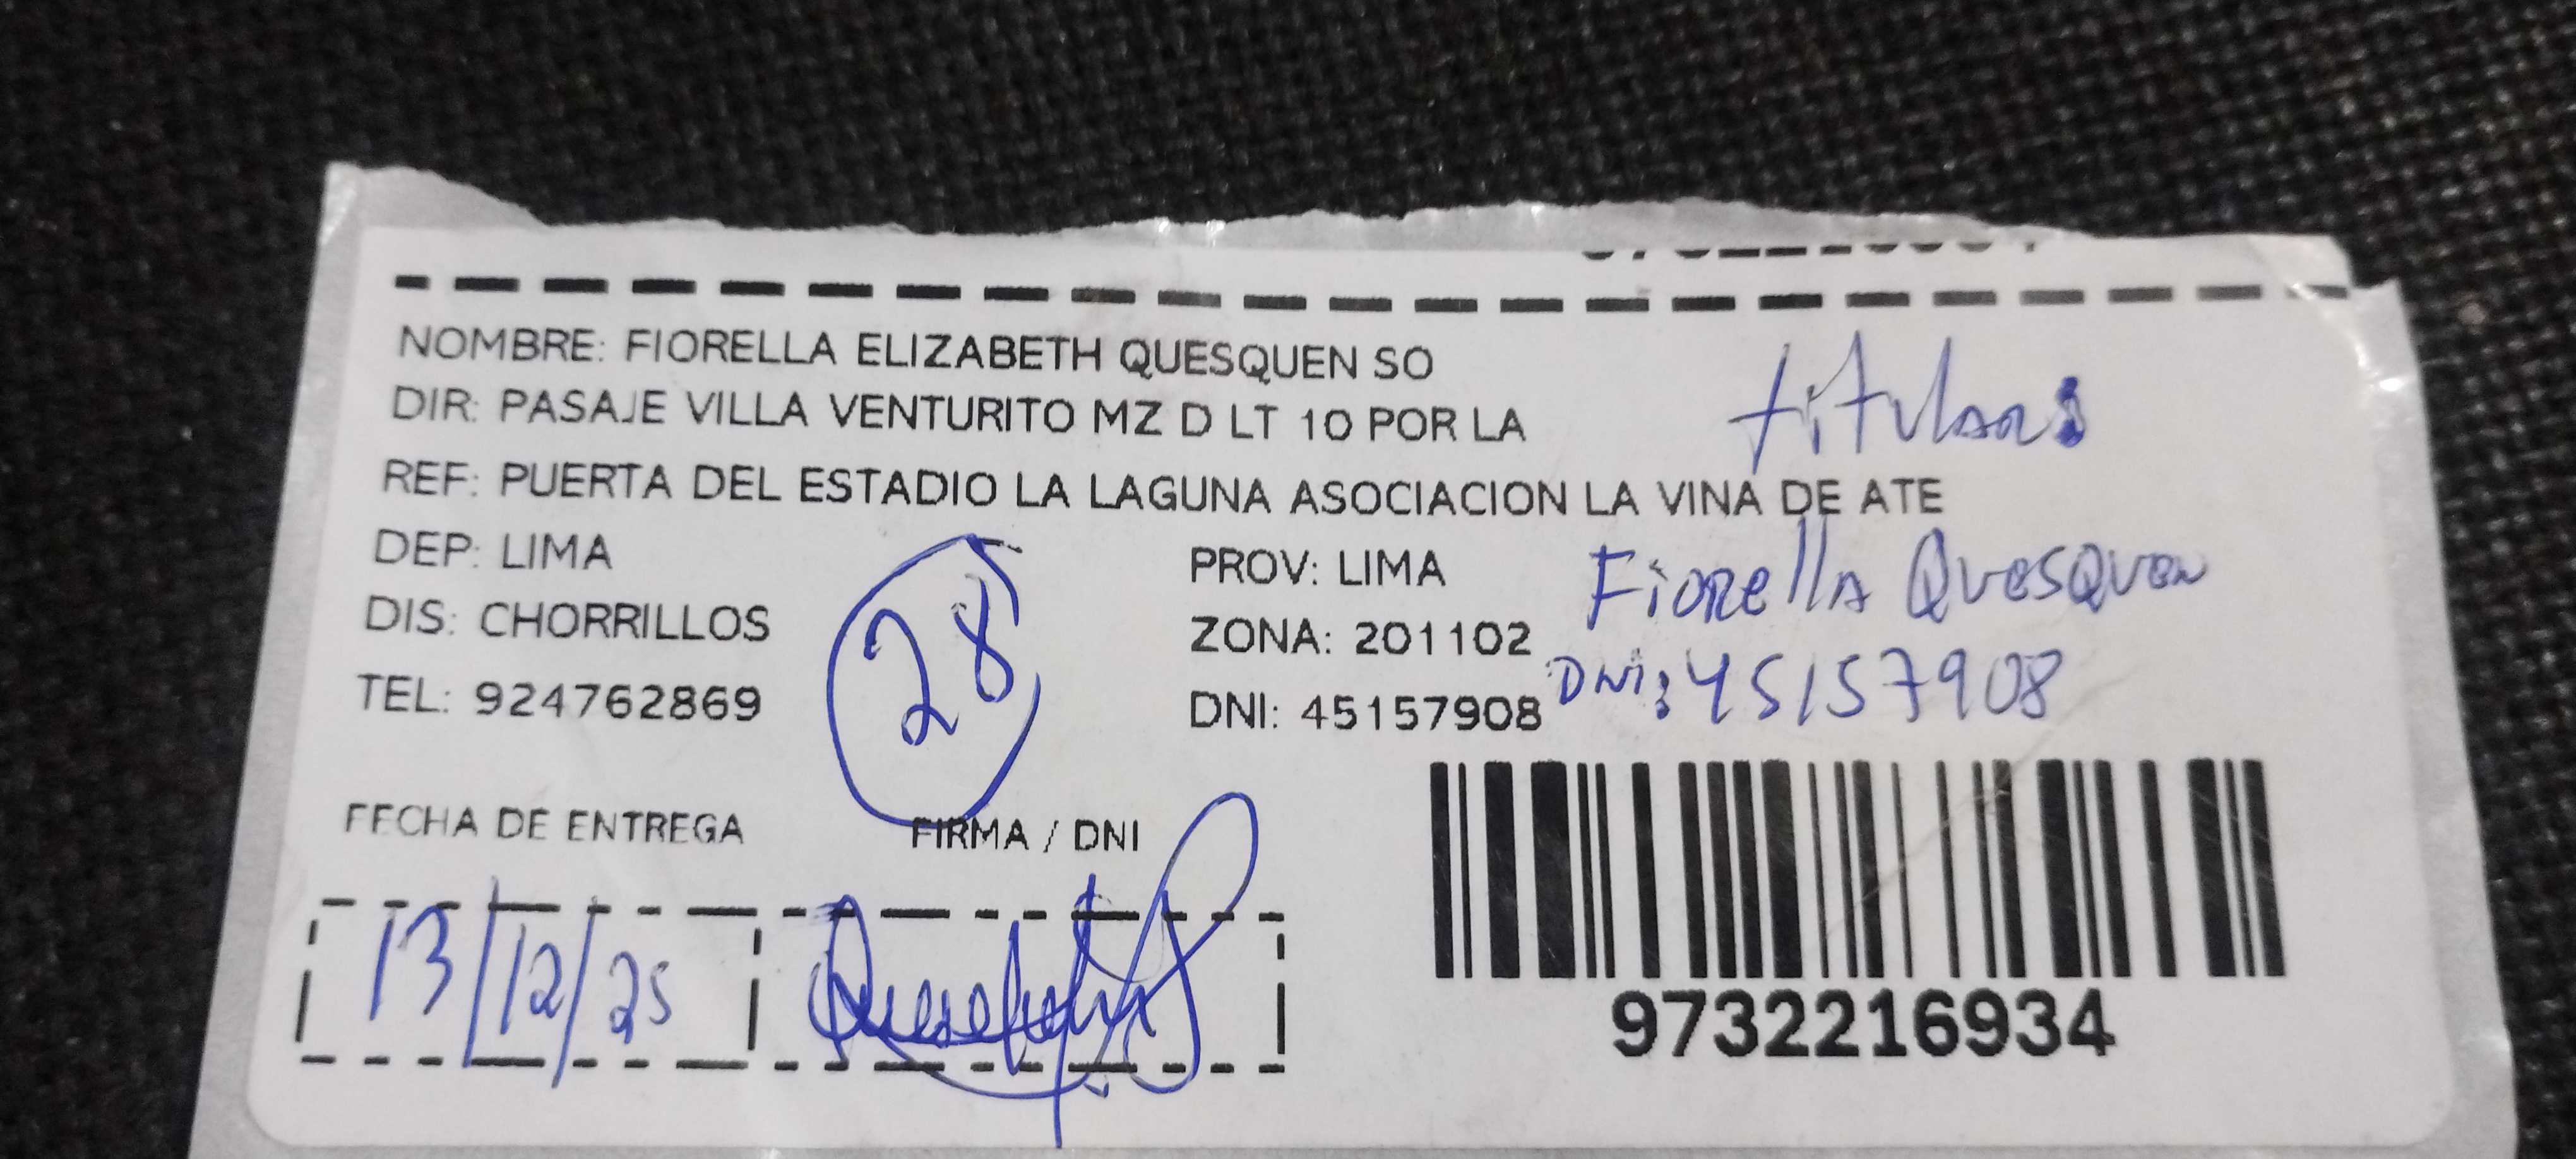 NOMBRE: FIORELLA ELIZABETH QUESQUEN SO
DIR: PASAJE VILLA VENTURITO MZ D LT 10 POR LA
titular
REF: PUERTA DEL ESTADIO LA LAGUNA ASOCIACION LA VINA DE ATE
DEP: LIMA
PROV: LIMA
Fiorella Quesquen
DIS: CHORRILLOS
28
ZONA: 201102
TEL: 924762869
DNI: 45157908
DNI: 45157908
FECHA DE ENTREGA
FIRMA / DNI
13/12/25
9732216934